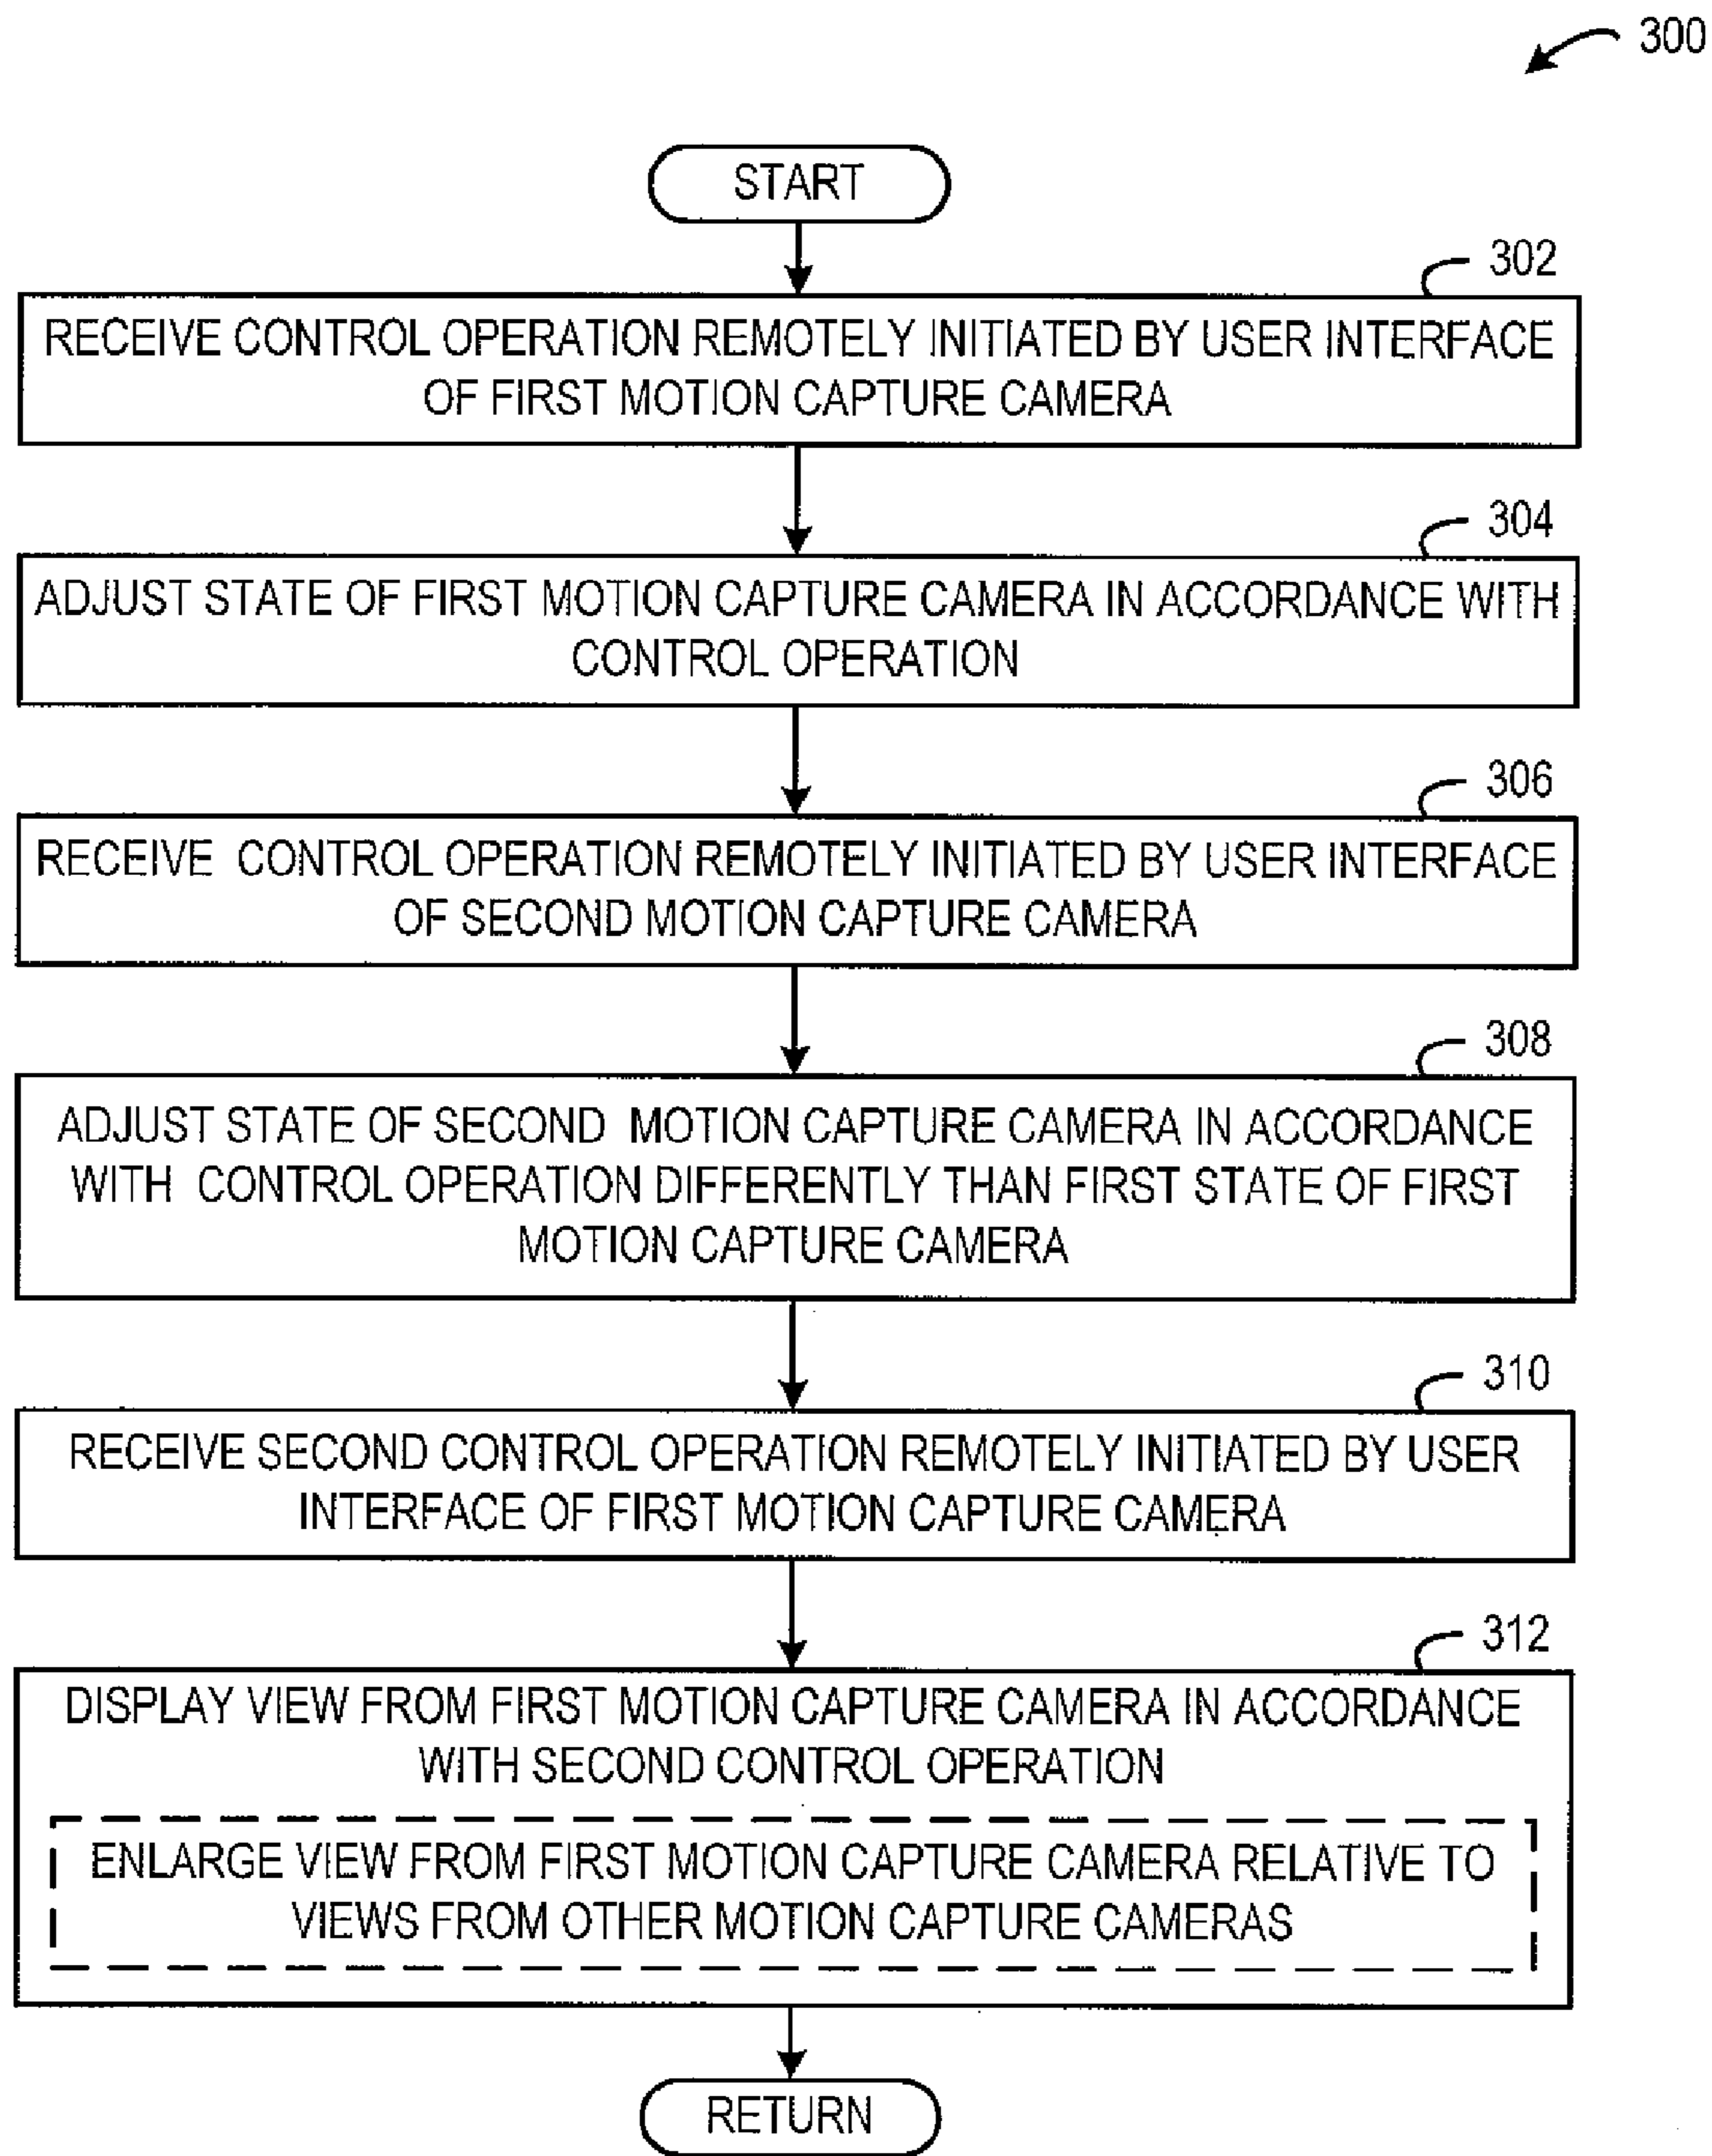 300
START
302
RECEIVE CONTROL OPERATION REMOTELY INITIATED BY USER INTERFACE
OF FIRST MOTION CAPTURE CAMERA
304
ADJUST STATE OF FIRST MOTION CAPTURE CAMERA IN ACCORDANCE WITH
CONTROL OPERATION
306
RECEIVE CONTROL OPERATION REMOTELY INITIATED BY USER INTERFACE
OF SECOND MOTION CAPTURE CAMERA
308
ADJUST STATE OF SECOND MOTION CAPTURE CAMERA IN ACCORDANCE
WITH CONTROL OPERATION DIFFERENTLY THAN FIRST STATE OF FIRST
MOTION CAPTURE CAMERA
310
RECEIVE SECOND CONTROL OPERATION REMOTELY INITIATED BY USER
INTERFACE OF FIRST MOTION CAPTURE CAMERA
312
DISPLAY VIEW FROM FIRST MOTION CAPTURE CAMERA IN ACCORDANCE
WITH SECOND CONTROL OPERATION
ENLARGE VIEW FROM FIRST MOTION CAPTURE CAMERA RELATIVE TO
VIEWS FROM OTHER MOTION CAPTURE CAMERAS
RETURN